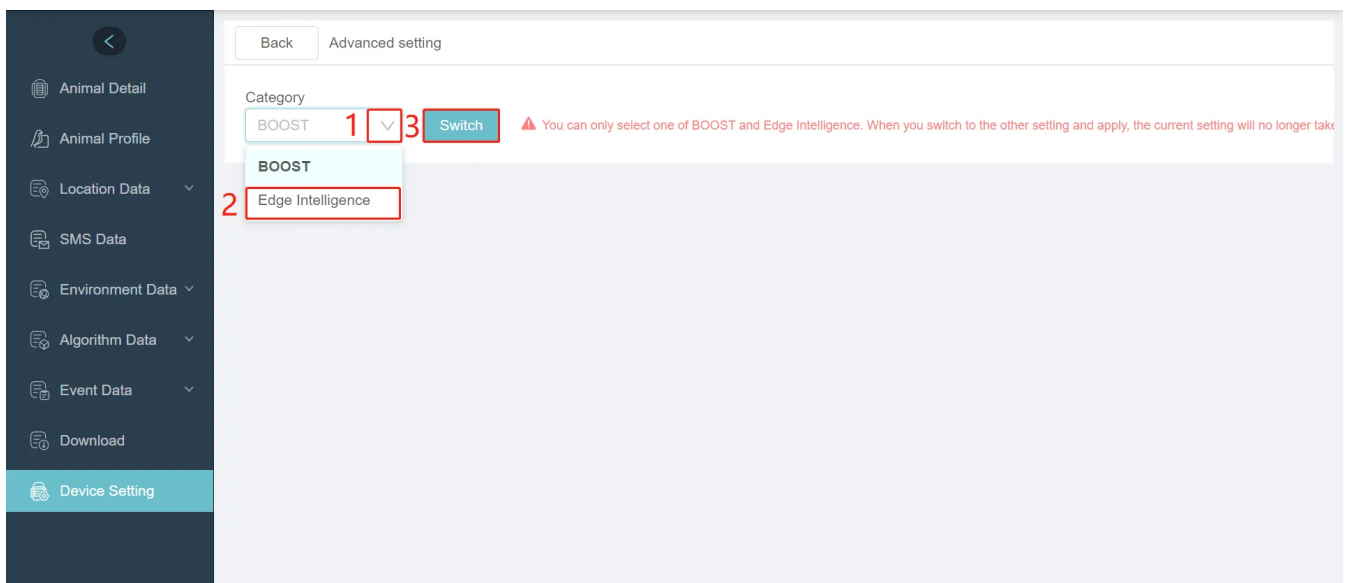 Back Advanced setting
Animal Detail
Category
BOOST 1 3 Switch You can only select one of BOOST and Edge Intelligence. When you switch to the other setting and apply, the current setting will no longer take
Animal Profile
BOOST
Location Data
2 Edge Intelligence
SMS Data
Environment Data
Algorithm Data
Event Data
Download
Device Setting